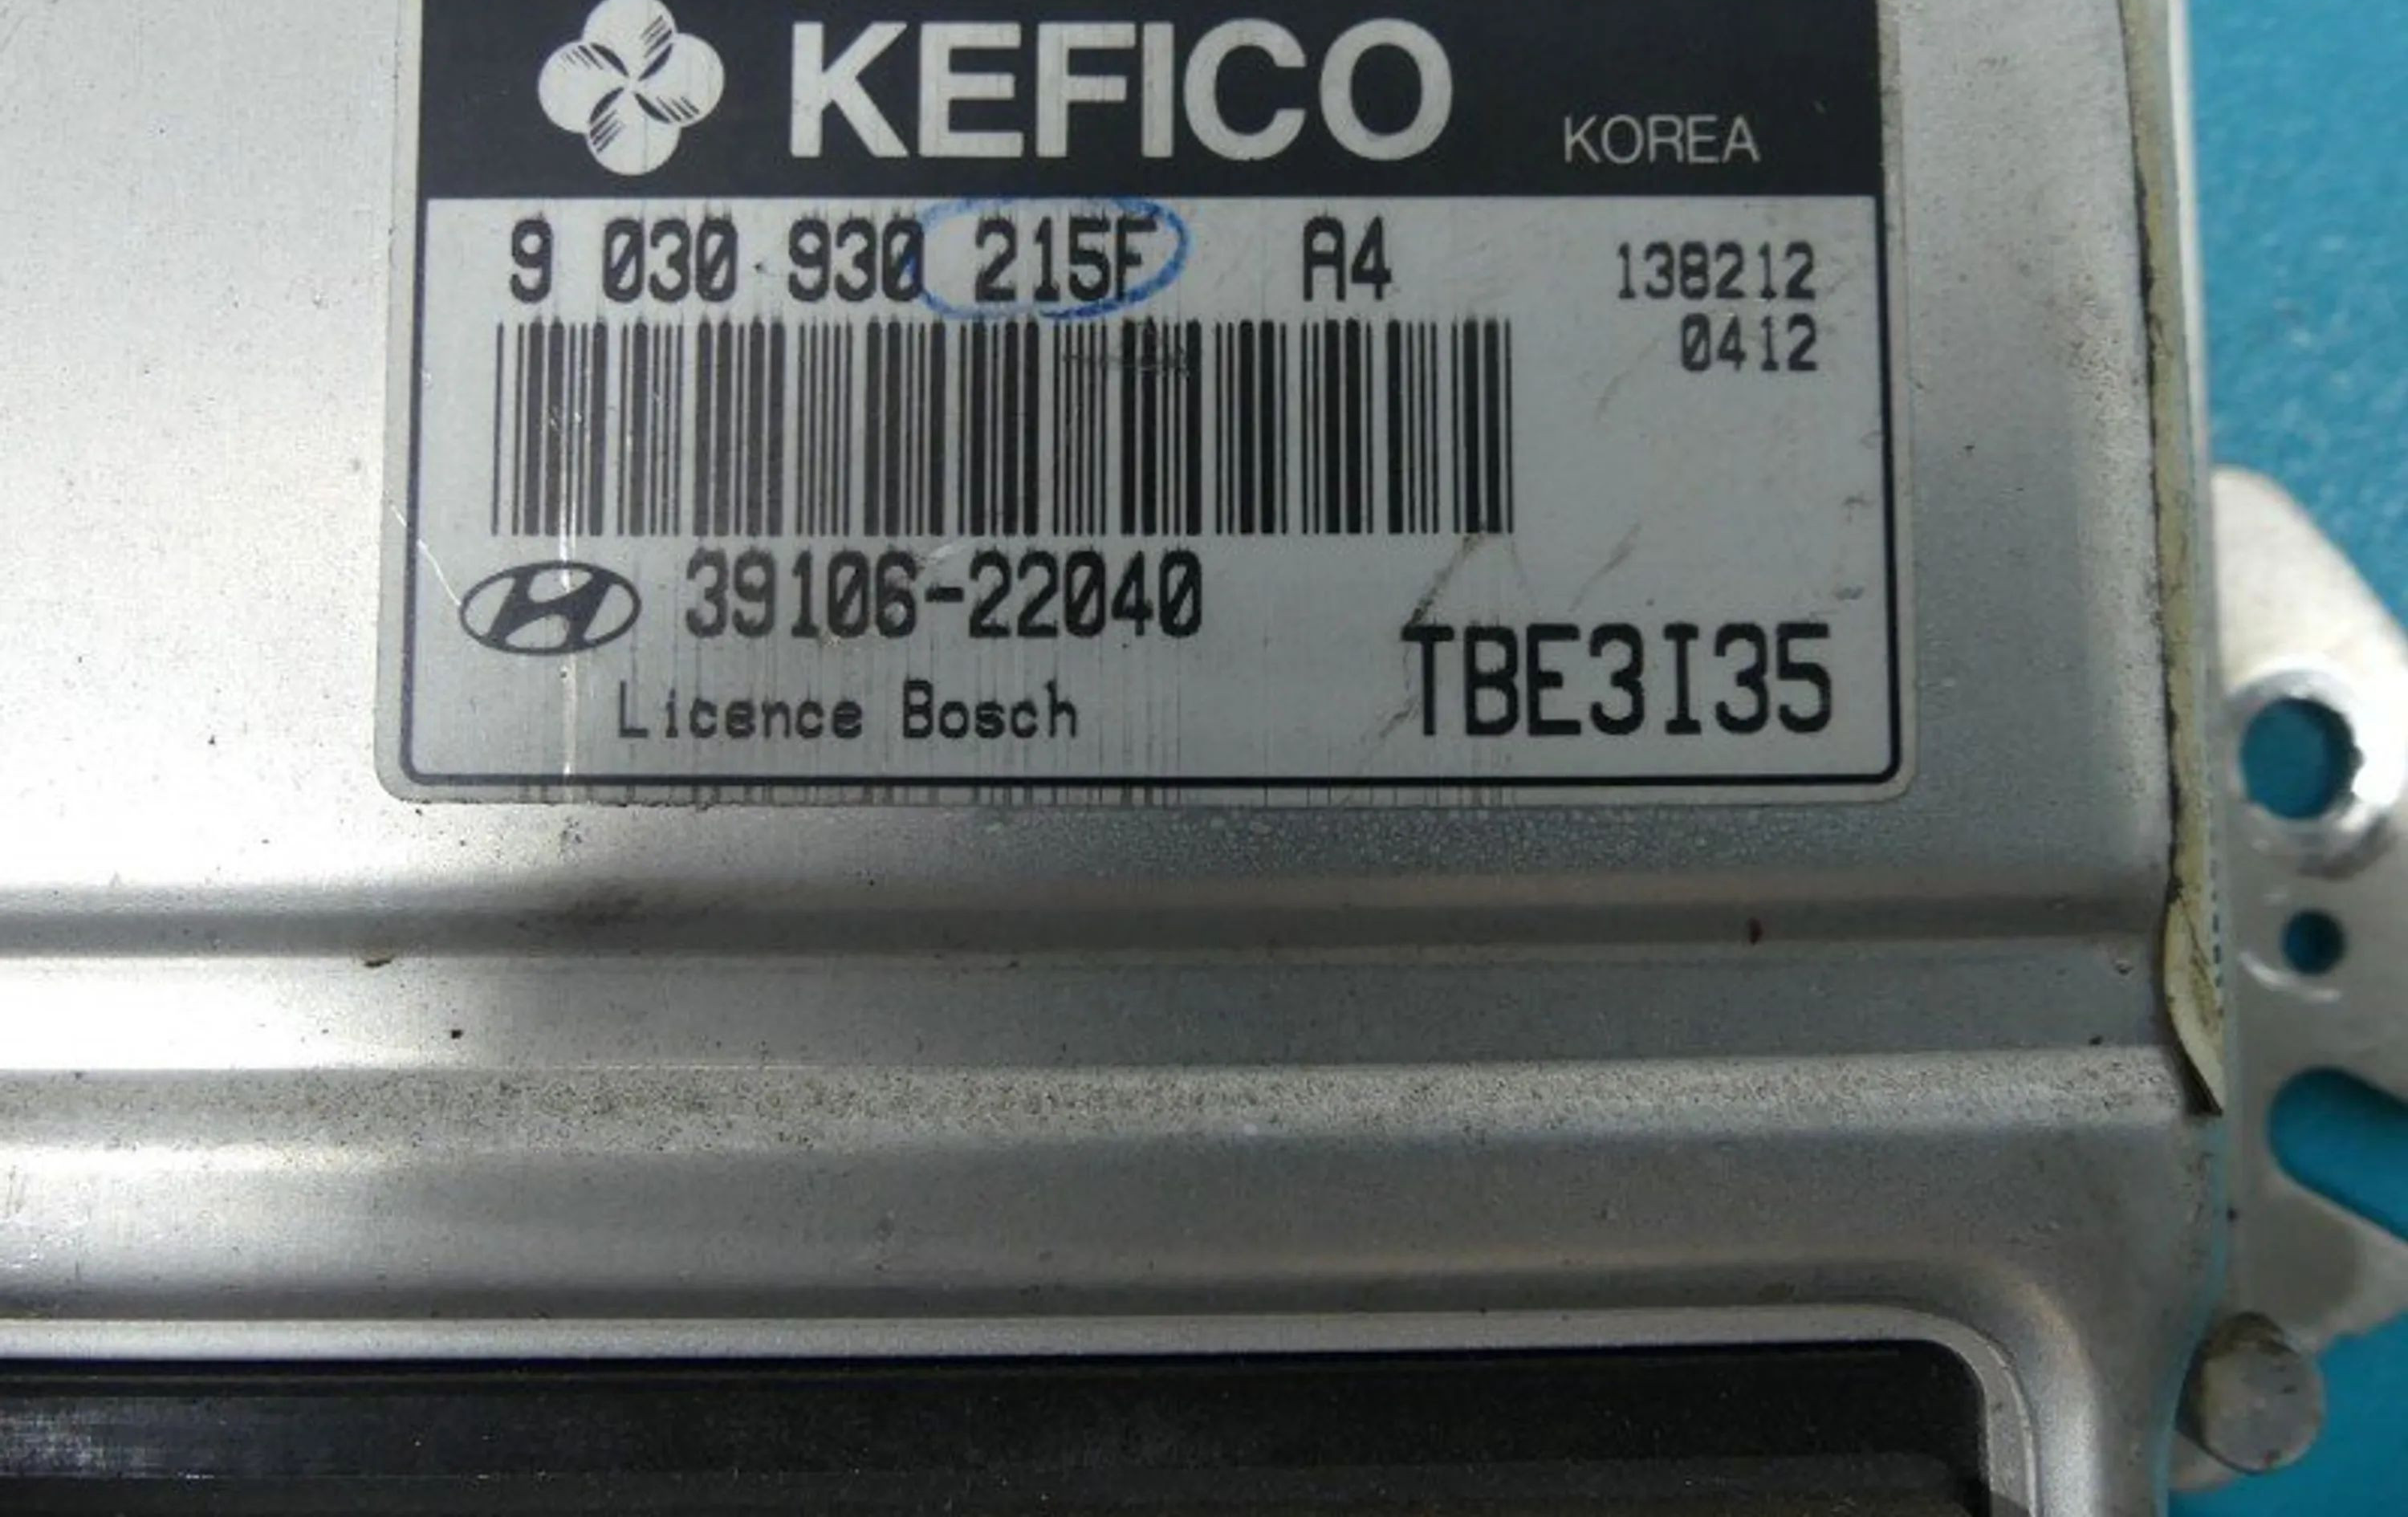 KEFICO KOREA
9 030 930 215F A4 138212
0412
39106-22040
TBE3I35
Licence Bosch